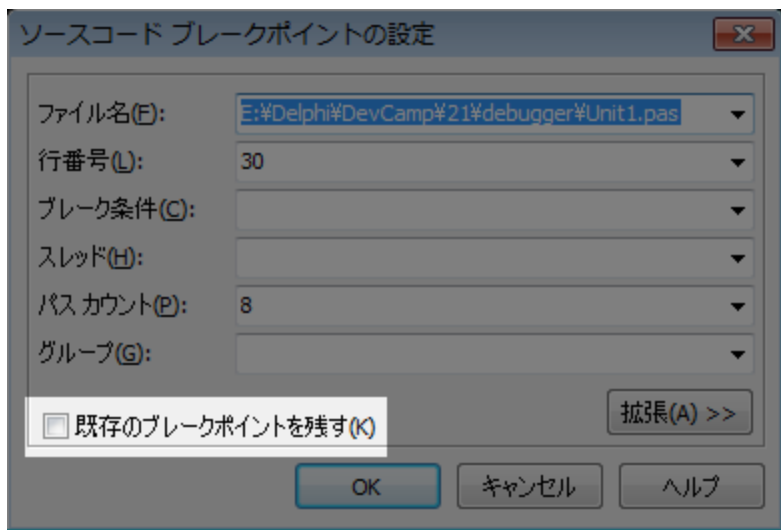 ソースコード ブレークポイントの設定
ファイル名(F): E:¥Delphi¥DevCamp¥21¥debugger¥Unit1.pas
行番号(L): 30
ブレーク条件(C):
スレッド(H):
パス カウント(P): 8
グループ(G):
既存のブレークポイントを残す(K)
拡張(A) >>
OK キャンセル ヘルプ